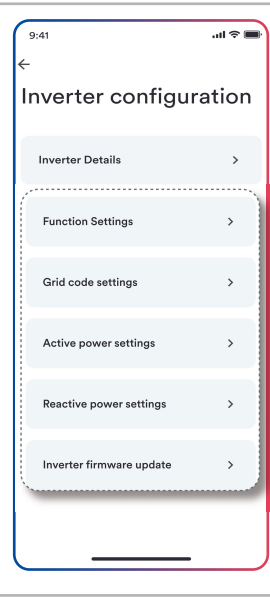 9:41
Inverter configuration
Inverter Details
Function Settings
Grid code settings
Active power settings
Reactive power settings
Inverter firmware update